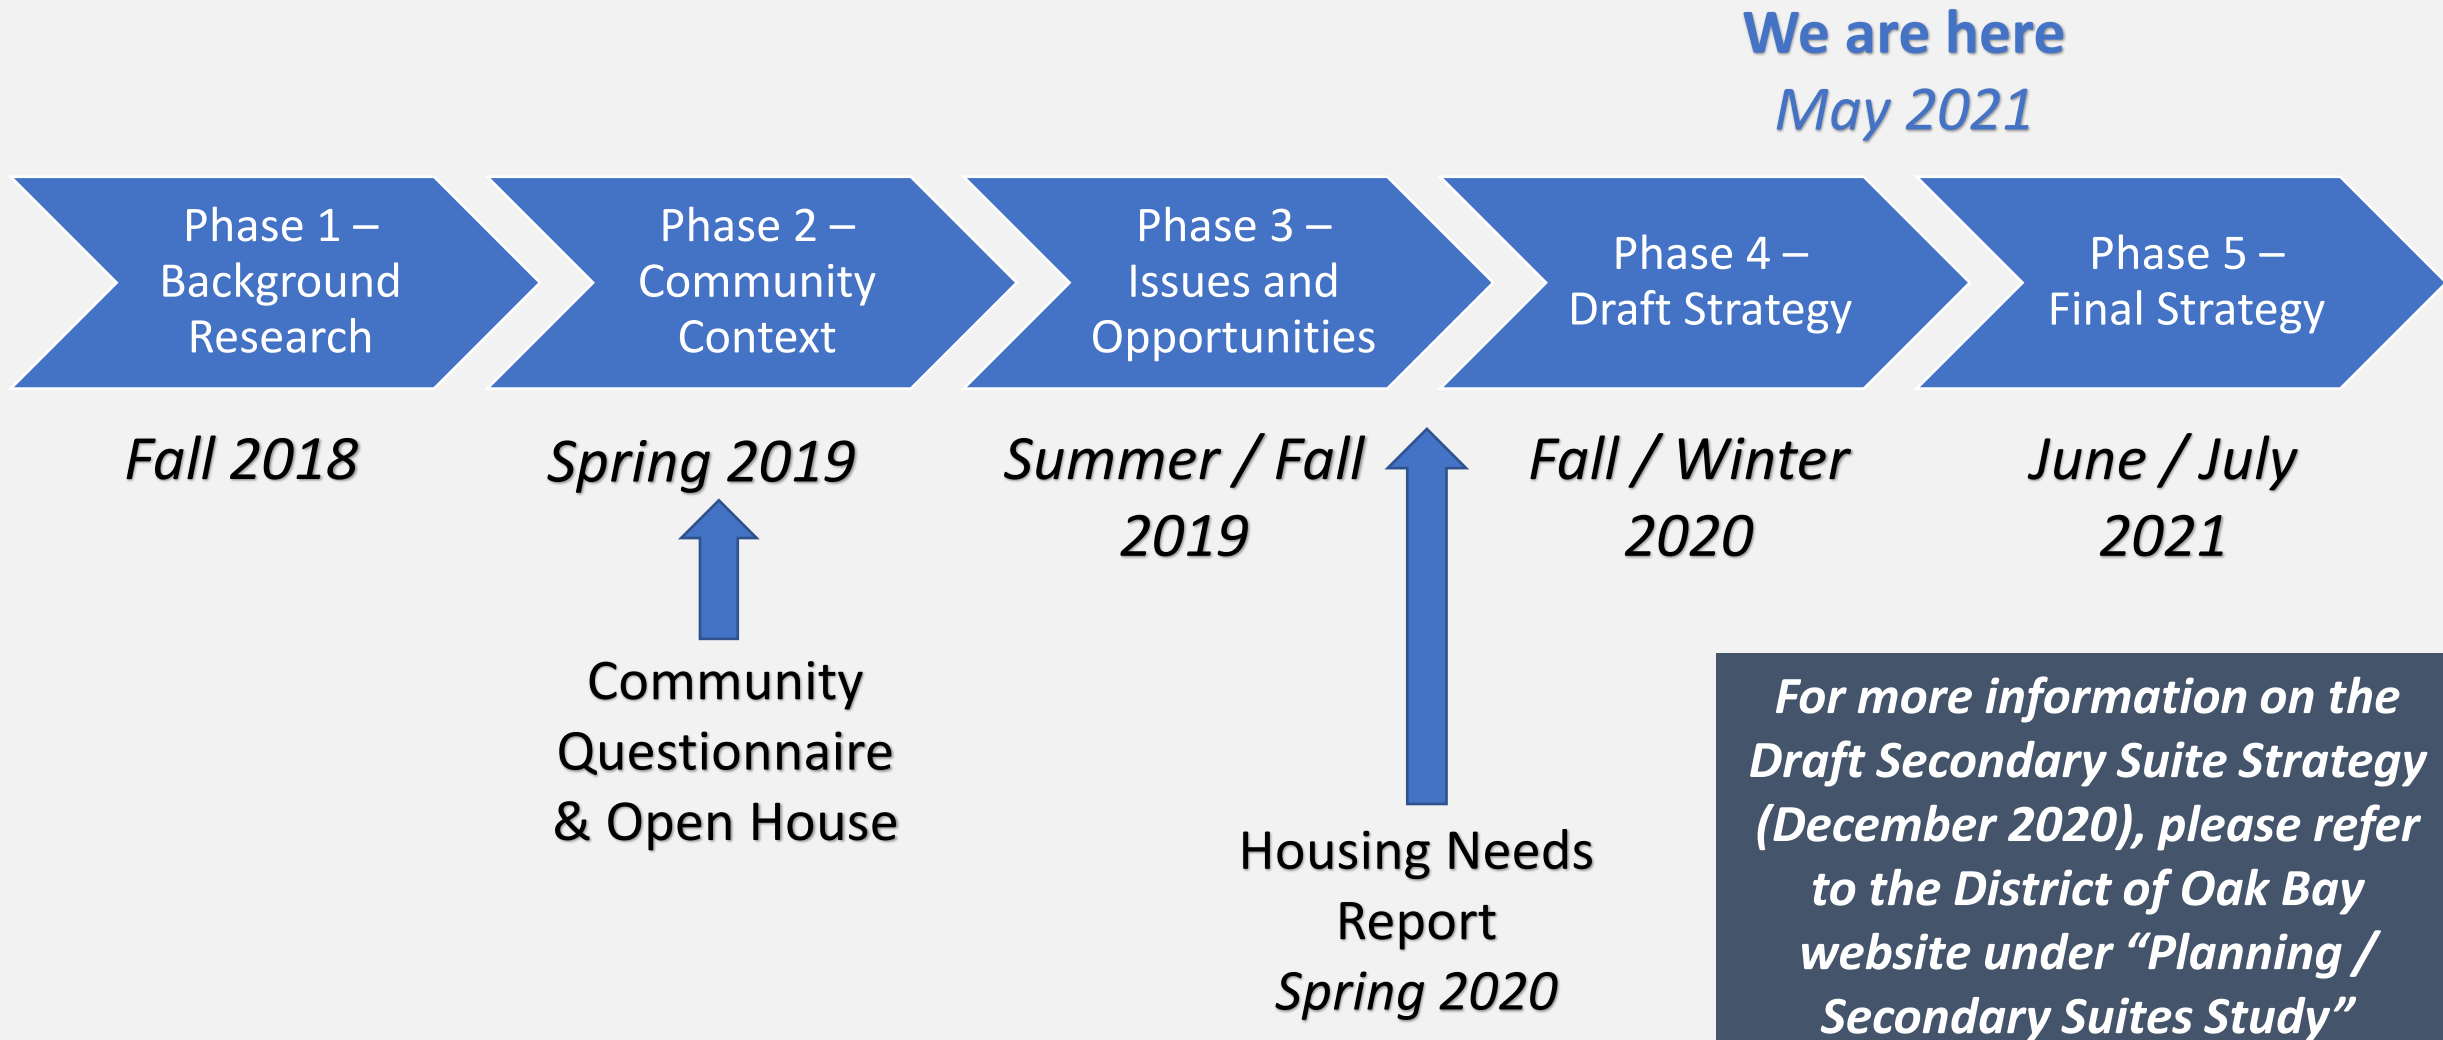 We are here
May 2021
Phase 1 –
Background
Research
Phase 2 –
Community
Context
Phase 3 –
Issues and
Opportunities
Phase 4 –
Draft Strategy
Phase 5 –
Final Strategy
Fall 2018
Spring 2019
Summer / Fall
2019
Fall / Winter
2020
June / July
2021
Community
Questionnaire
& Open House
Housing Needs
Report
Spring 2020
For more information on the
Draft Secondary Suite Strategy
(December 2020), please refer
to the District of Oak Bay
website under “Planning /
Secondary Suites Study”